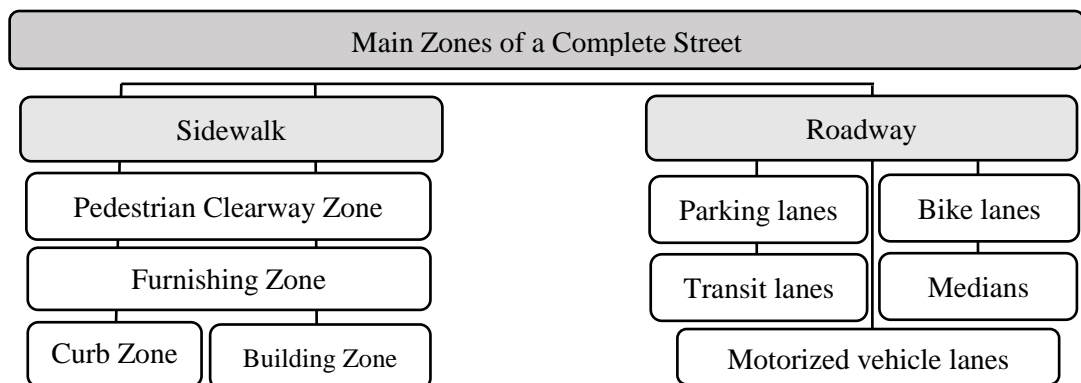 Main Zones of a Complete Street
Sidewalk
Roadway
Pedestrian Clearway Zone
Parking lanes
Bike lanes
Furnishing Zone
Transit lanes
Medians
Curb Zone
Building Zone
Motorized vehicle lanes